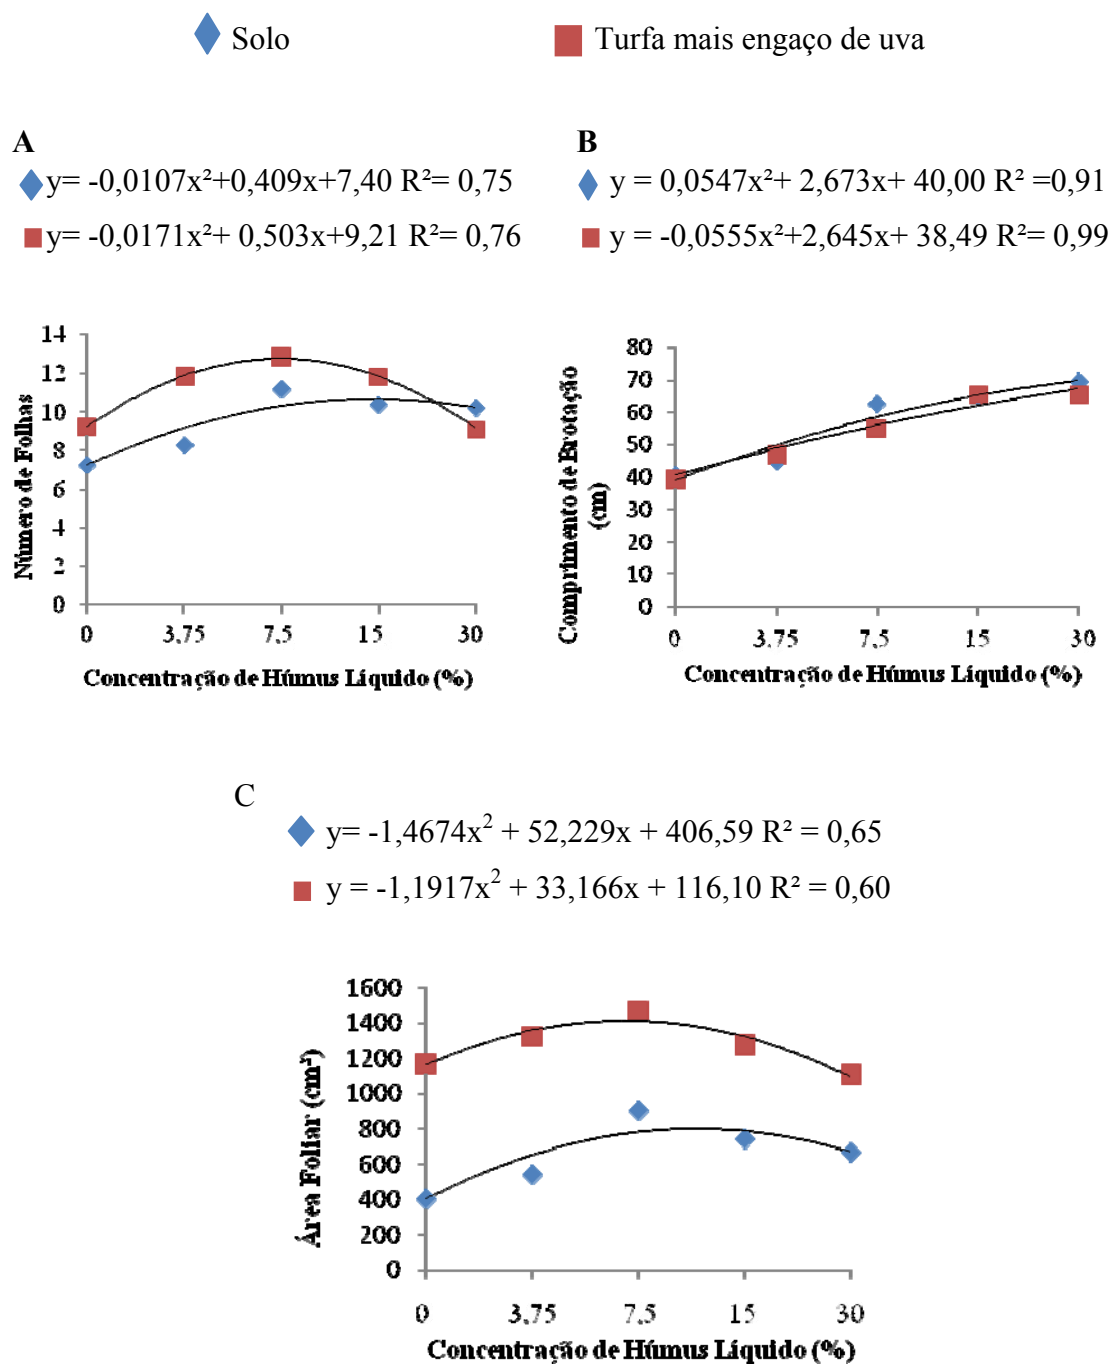 Solo
Turfa mais engaço de uva
A
y= -0,0107x²+0,409x+7,40 R²= 0,75
y= -0,0171x²+ 0,503x+9,21 R²= 0,76
B
y = 0,0547x²+ 2,673x+ 40,00 R² =0,91
y = -0,0555x²+2,645x+ 38,49 R²= 0,99
Número de Folhas
14
12
10
8
6
4
2
0
0 3,75 7,5 15 30
Concentração de Húmus Líquido (%)
Comprimento de Brotação
(cm)
80
70
60
50
40
30
20
10
0
0 3,75 7,5 15 30
Concentração de Húmus Líquido (%)
C
y= -1,4674x² + 52,229x + 406,59 R² = 0,65
y = -1,1917x² + 33,166x + 116,10 R² = 0,60
Área Foliar (cm²)
1600
1400
1200
1000
800
600
400
200
0
0 3,75 7,5 15 30
Concentração de Húmus Líquido (%)